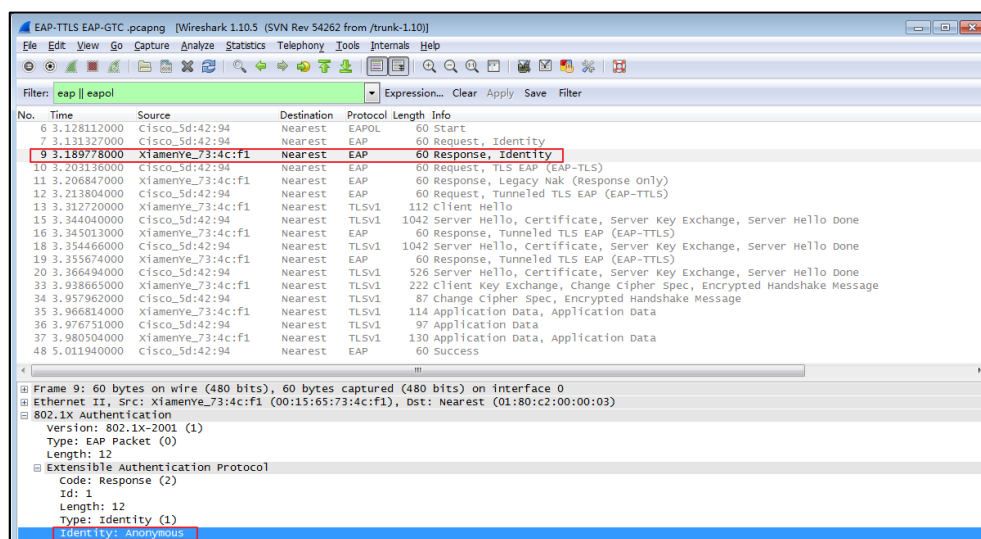 EAP-TTLS EAP-GTC .pcapng [Wireshark 1.10.5 (SVN Rev 54262 from /trunk-1.10)]
File Edit View Go Capture Analyze Statistics Telephony Tools Internals Help
Filter: eap || eapol Expression... Clear Apply Save Filter
No. Time Source Destination Protocol Length Info
6 3.128112000 Cisco_5d:42:94 Nearest EAPOL 60 Start
7 3.131327000 Cisco_5d:42:94 Nearest EAP 60 Request, Identity
9 3.189778000 XiamenYe_73:4c:f1 Nearest EAP 60 Response, Identity
10 3.203136000 Cisco_5d:42:94 Nearest EAP 60 Request, TLS EAP (EAP-TLS)
11 3.206847000 XiamenYe_73:4c:f1 Nearest EAP 60 Response, Legacy Nak (Response Only)
12 3.213804000 Cisco_5d:42:94 Nearest EAP 60 Request, Tunneled TLS EAP (EAP-TTLS)
13 3.312720000 XiamenYe_73:4c:f1 Nearest TLSv1 112 Client Hello
15 3.344040000 Cisco_5d:42:94 Nearest TLSv1 1042 Server Hello, Certificate, Server Key Exchange, Server Hello Done
16 3.345013000 XiamenYe_73:4c:f1 Nearest EAP 60 Response, Tunneled TLS EAP (EAP-TTLS)
18 3.354466000 Cisco_5d:42:94 Nearest TLSv1 1042 Server Hello, Certificate, Server Key Exchange, Server Hello Done
19 3.355674000 XiamenYe_73:4c:f1 Nearest EAP 60 Response, Tunneled TLS EAP (EAP-TTLS)
20 3.366494000 Cisco_5d:42:94 Nearest TLSv1 526 Server Hello, Certificate, Server Key Exchange, Server Hello Done
33 3.938665000 XiamenYe_73:4c:f1 Nearest TLSv1 222 Client Key Exchange, Change Cipher Spec, Encrypted Handshake Message
34 3.957962000 Cisco_5d:42:94 Nearest TLSv1 87 Change Cipher Spec, Encrypted Handshake Message
35 3.966814000 XiamenYe_73:4c:f1 Nearest TLSv1 114 Application Data, Application Data
36 3.976751000 Cisco_5d:42:94 Nearest TLSv1 97 Application Data
37 3.980504000 XiamenYe_73:4c:f1 Nearest TLSv1 130 Application Data, Application Data
48 5.011940000 Cisco_5d:42:94 Nearest EAP 60 Success
Frame 9: 60 bytes on wire (480 bits), 60 bytes captured (480 bits) on interface 0
Ethernet II, Src: XiamenYe_73:4c:f1 (00:15:65:73:4c:f1), Dst: Nearest (01:80:c2:00:00:03)
802.1X Authentication
Version: 802.1X-2001 (1)
Type: EAP Packet (0)
Length: 12
Extensible Authentication Protocol
Code: Response (2)
Id: 1
Length: 12
Type: Identity (1)
Identity: Anonymous